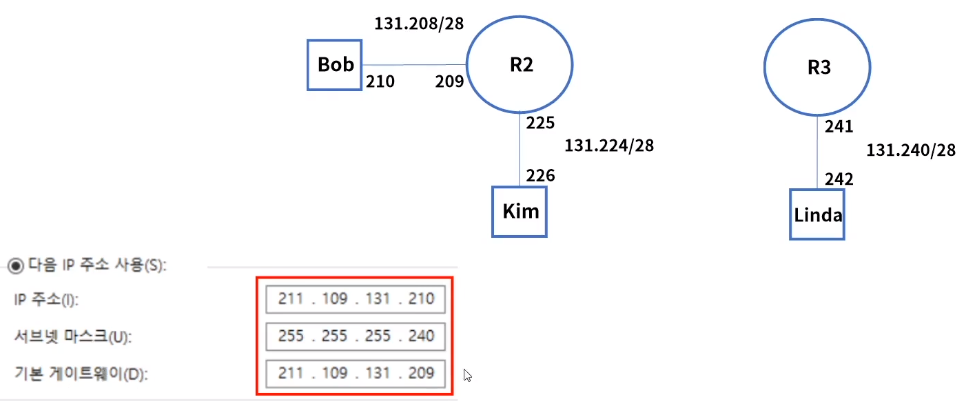 131.208/28
Bob
210
209
R2
225
131.224/28
226
Kim
R3
241
131.240/28
242
Linda
다음 IP 주소 사용(S):
IP 주소(I): 211 . 109 . 131 . 210
서브넷 마스크(U): 255 . 255 . 255 . 240
기본 게이트웨이(D): 211 . 109 . 131 . 209